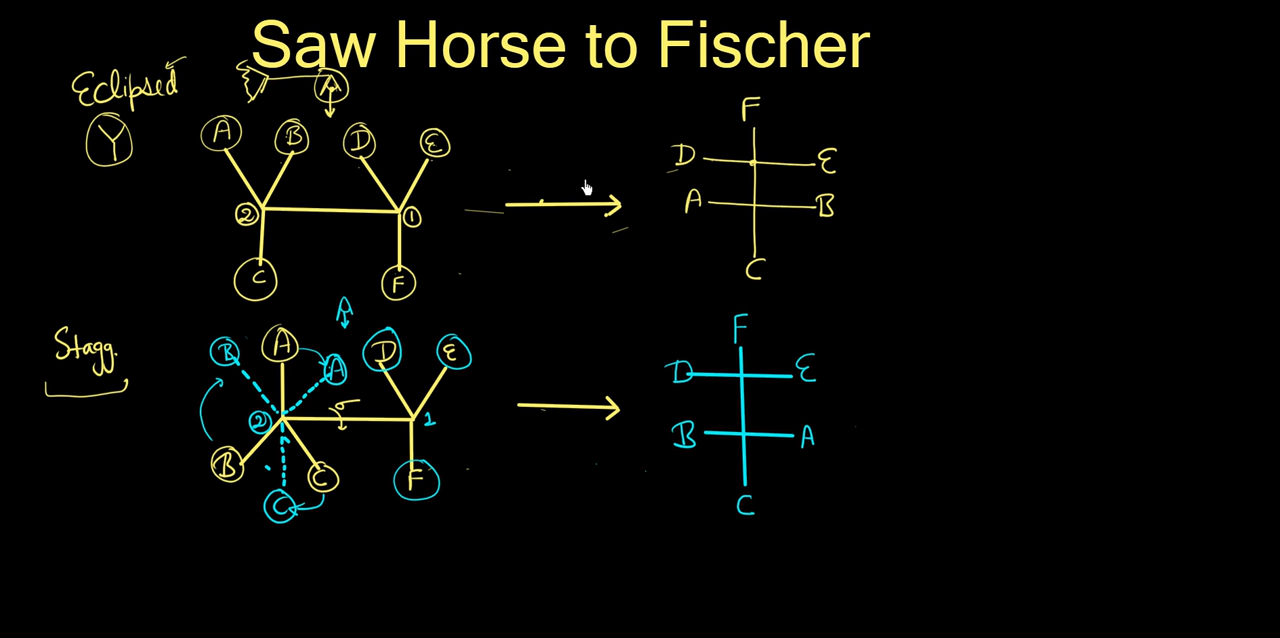 Saw Horse to Fischer
Eclipsed
Y
A B D E
2 1
C F
F
D E
A B
C
Stagg.
B A A D E
2 σ 1
B C F
C
F
D E
B A
C